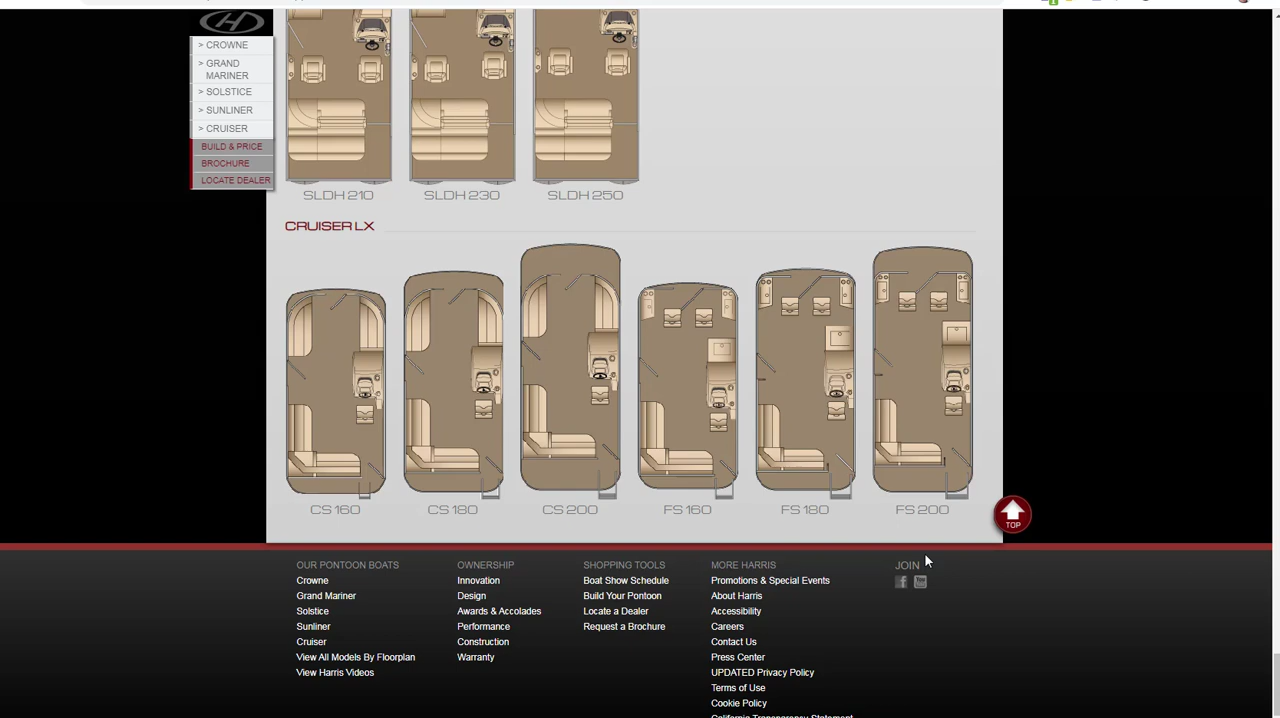 > CROWNE
> GRAND
MARINER
> SOLSTICE
> SUNLINER
> CRUISER
BUILD & PRICE
BROCHURE
LOCATE DEALER
SLDH 210
SLDH 230
SLDH 250
CRUISER LX
CS 160
CS 180
CS 200
FS 160
FS 180
FS 200
TOP
OUR PONTOON BOATS
Crowne
Grand Mariner
Solstice
Sunliner
Cruiser
View All Models By Floorplan
View Harris Videos
OWNERSHIP
Innovation
Design
Awards & Accolades
Performance
Construction
Warranty
SHOPPING TOOLS
Boat Show Schedule
Build Your Pontoon
Locate a Dealer
Request a Brochure
MORE HARRIS
Promotions & Special Events
About Harris
Accessibility
Careers
Contact Us
Press Center
UPDATED Privacy Policy
Terms of Use
Cookie Policy
California Transparency Statement
JOIN